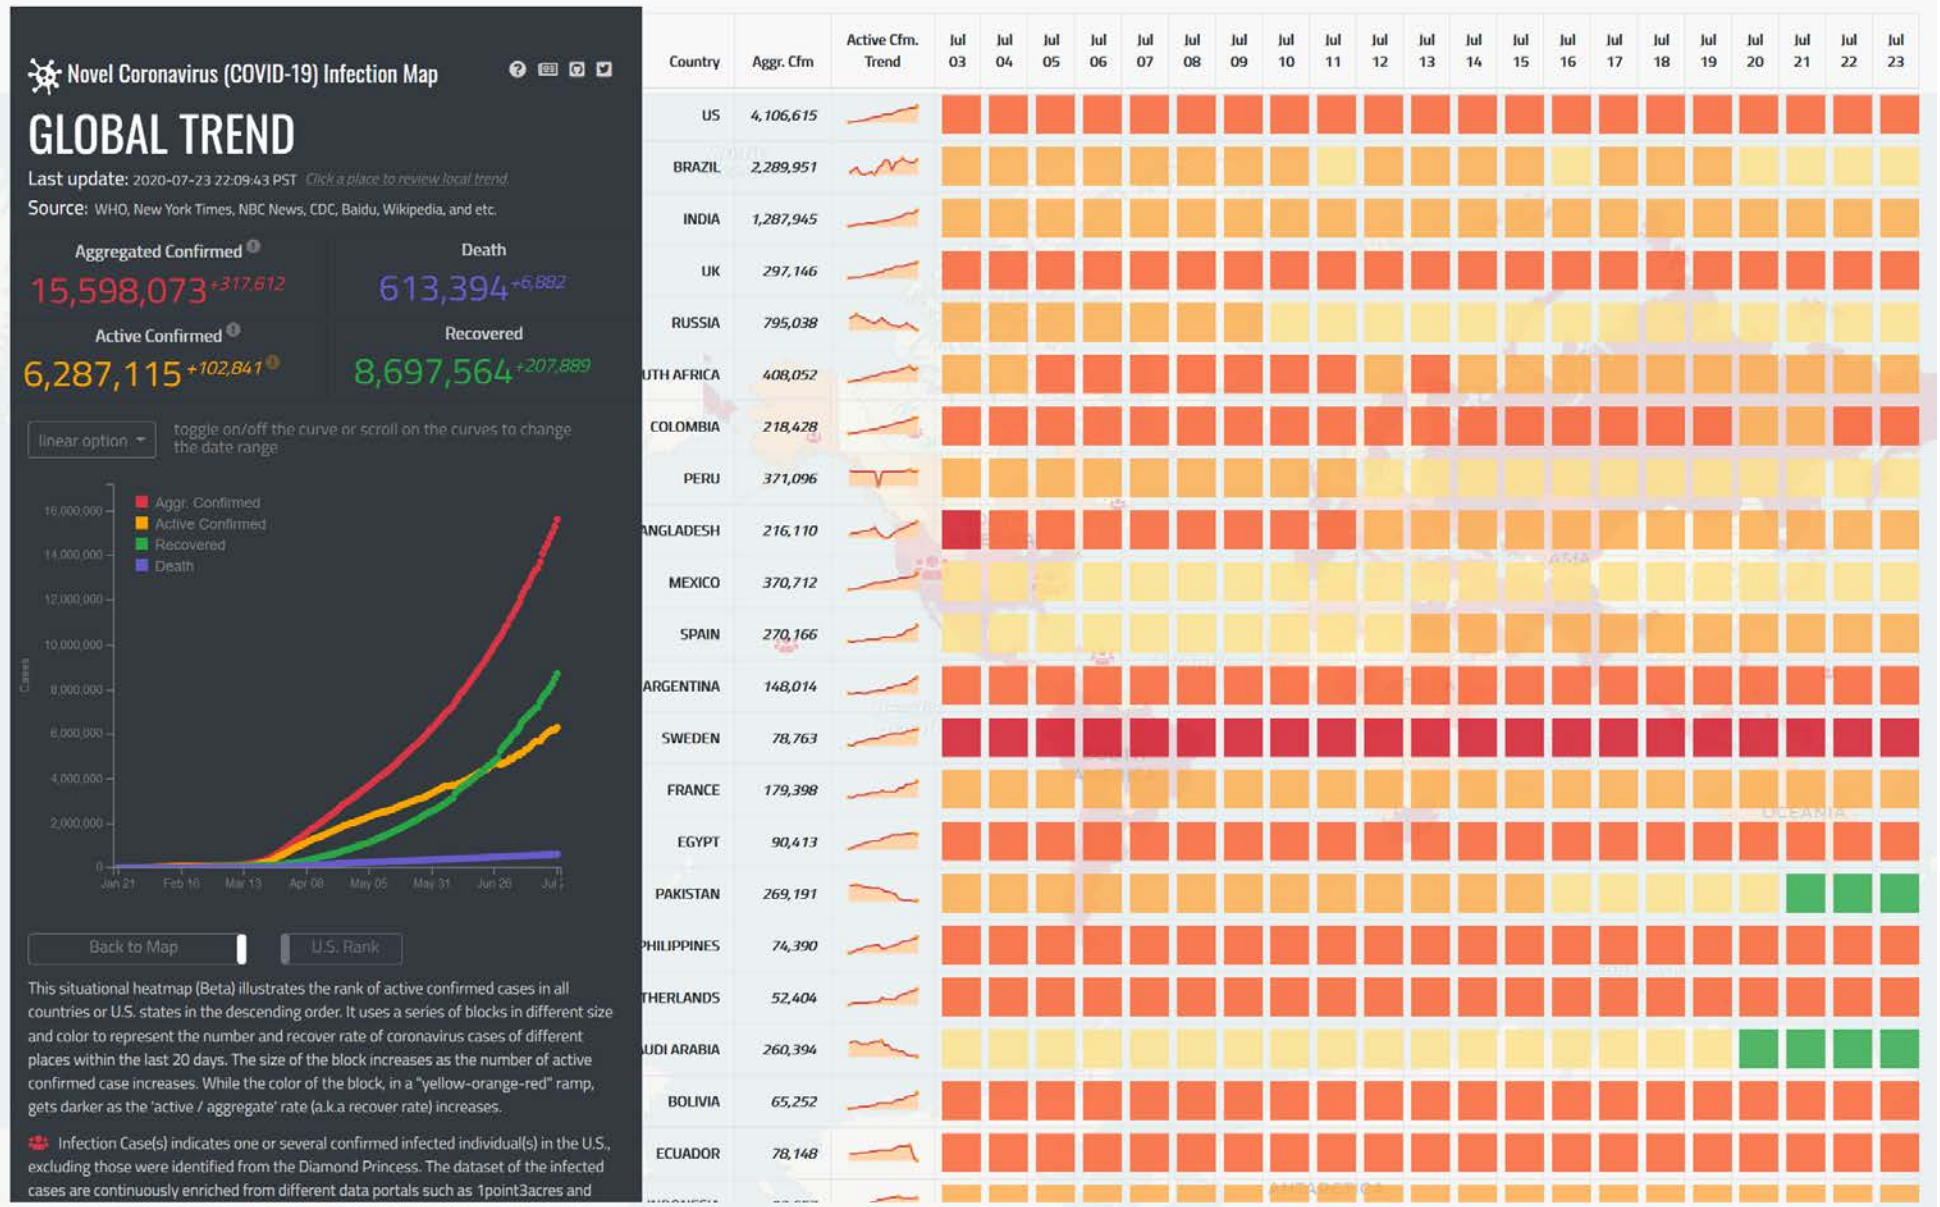 Novel Coronavirus (COVID-19) Infection Map
GLOBAL TREND
Last update: 2020-07-23 22:09:43 PST Click a place to review local trend.
Source: WHO, New York Times, NBC News, CDC, Baidu, Wikipedia, and etc.
Aggregated Confirmed
15,598,073 +317,612
Death
613,394 +6,882
Active Confirmed
6,287,115 +102,841
Recovered
8,697,564 +207,889
linear option
toggle on/off the curve or scroll on the curves to change
the date range
Aggr. Confirmed
Active Confirmed
Recovered
Death
Cases
16,000,000
14,000,000
12,000,000
10,000,000
8,000,000
6,000,000
4,000,000
2,000,000
0
Jan 21 Feb 16 Mar 13 Apr 08 May 05 May 31 Jun 26 Jul
Back to Map
U.S. Rank
This situational heatmap (Beta) illustrates the rank of active confirmed cases in all
countries or U.S. states in the descending order. It uses a series of blocks in different size
and color to represent the number and recover rate of coronavirus cases of different
places within the last 20 days. The size of the block increases as the number of active
confirmed case increases. While the color of the block, in a "yellow-orange-red" ramp,
gets darker as the 'active / aggregate' rate (a.k.a recover rate) increases.
Infection Case(s) indicates one or several confirmed infected individual(s) in the U.S.,
excluding those were identified from the Diamond Princess. The dataset of the infected
cases are continuously enriched from different data portals such as 1point3acres and
Country Aggr. Cfm Active Cfm. Trend Jul 03 Jul 04 Jul 05 Jul 06 Jul 07 Jul 08 Jul 09 Jul 10 Jul 11 Jul 12 Jul 13 Jul 14 Jul 15 Jul 16 Jul 17 Jul 18 Jul 19 Jul 20 Jul 21 Jul 22 Jul 23
US 4,106,615
BRAZIL 2,289,951
INDIA 1,287,945
UK 297,146
RUSSIA 795,038
UTH AFRICA 408,052
COLOMBIA 218,428
PERU 371,096
ANGLADESH 216,110
MEXICO 370,712
SPAIN 270,166
ARGENTINA 148,014
SWEDEN 78,763
FRANCE 179,398
EGYPT 90,413
PAKISTAN 269,191
PHILIPPINES 74,390
THERLANDS 52,404
UDI ARABIA 260,394
BOLIVIA 65,252
ECUADOR 78,148
ASIA
OCEANIA
ANTARCTICA